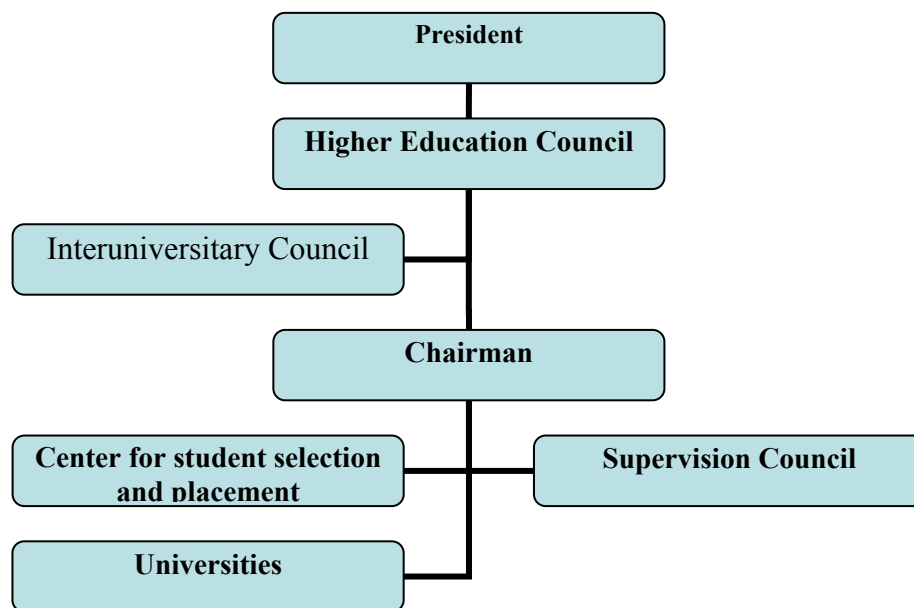 President
Higher Education Council
Interuniversitary Council
Chairman
Center for student selection
and placement
Supervision Council
Universities